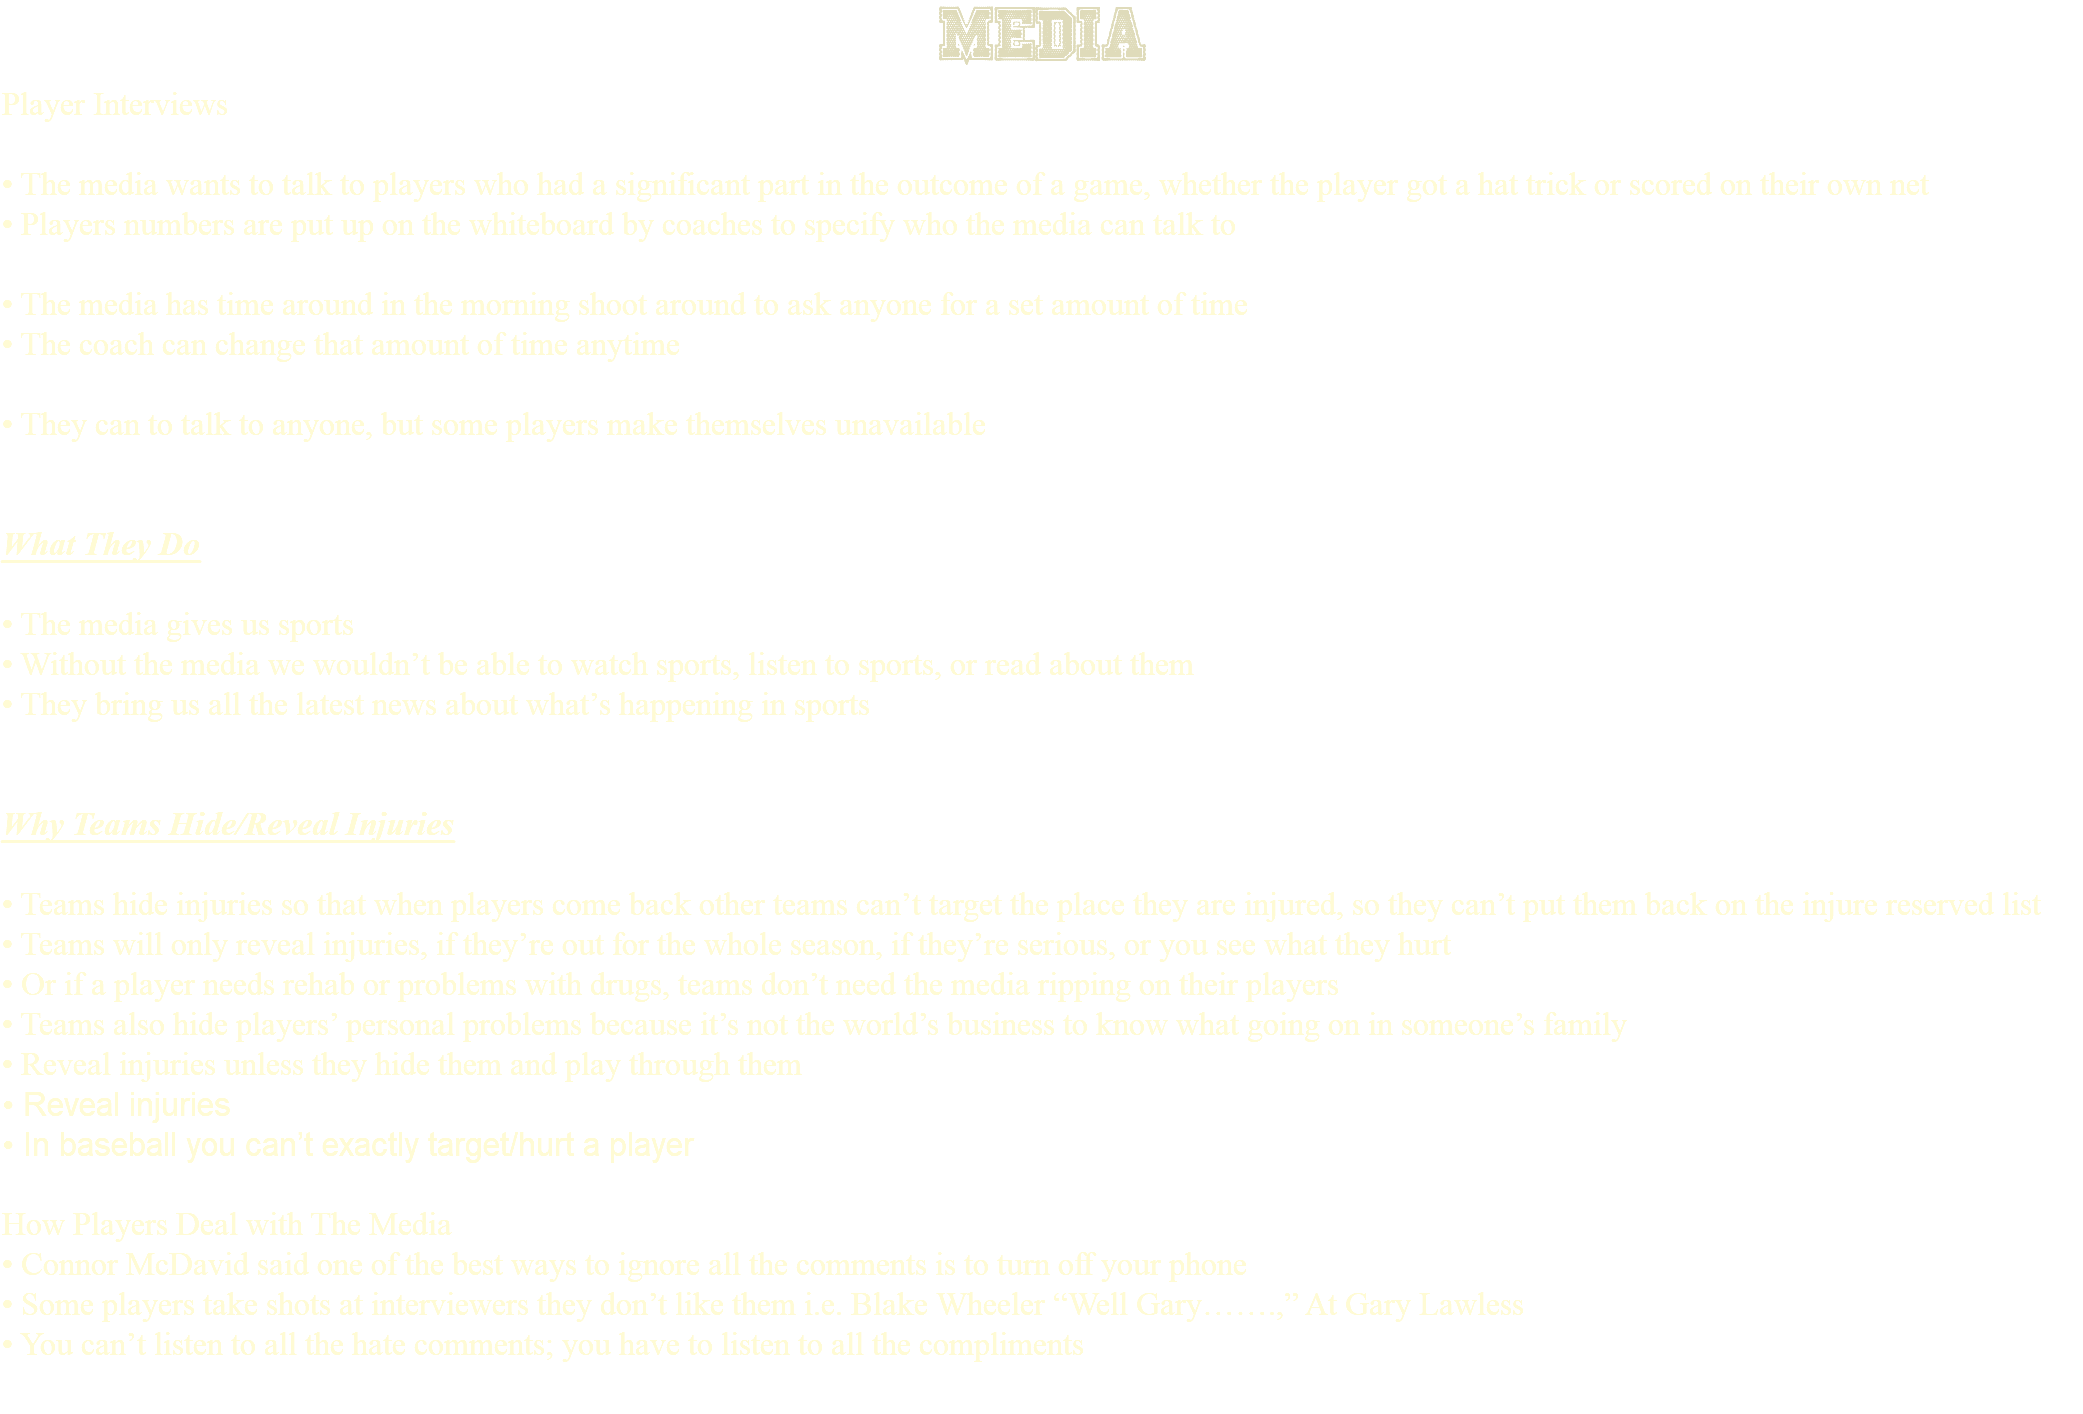 MEDIA
Player Interviews
• The media wants to talk to players who had a significant part in the outcome of a game, whether the player got a hat trick or scored on their own net
• Players numbers are put up on the whiteboard by coaches to specify who the media can talk to
• The media has time around in the morning shoot around to ask anyone for a set amount of time
• The coach can change that amount of time anytime
• They can to talk to anyone, but some players make themselves unavailable
What They Do
• The media gives us sports
• Without the media we wouldn’t be able to watch sports, listen to sports, or read about them
• They bring us all the latest news about what’s happening in sports
Why Teams Hide/Reveal Injuries
• Teams hide injuries so that when players come back other teams can’t target the place they are injured, so they can’t put them back on the injure reserved list
• Teams will only reveal injuries, if they’re out for the whole season, if they’re serious, or you see what they hurt
• Or if a player needs rehab or problems with drugs, teams don’t need the media ripping on their players
• Teams also hide players’ personal problems because it’s not the world’s business to know what going on in someone’s family
• Reveal injuries unless they hide them and play through them
• Reveal injuries
• In baseball you can’t exactly target/hurt a player
How Players Deal with The Media
• Connor McDavid said one of the best ways to ignore all the comments is to turn off your phone
• Some players take shots at interviewers they don’t like them i.e. Blake Wheeler “Well Gary…….,” At Gary Lawless
• You can’t listen to all the hate comments; you have to listen to all the compliments